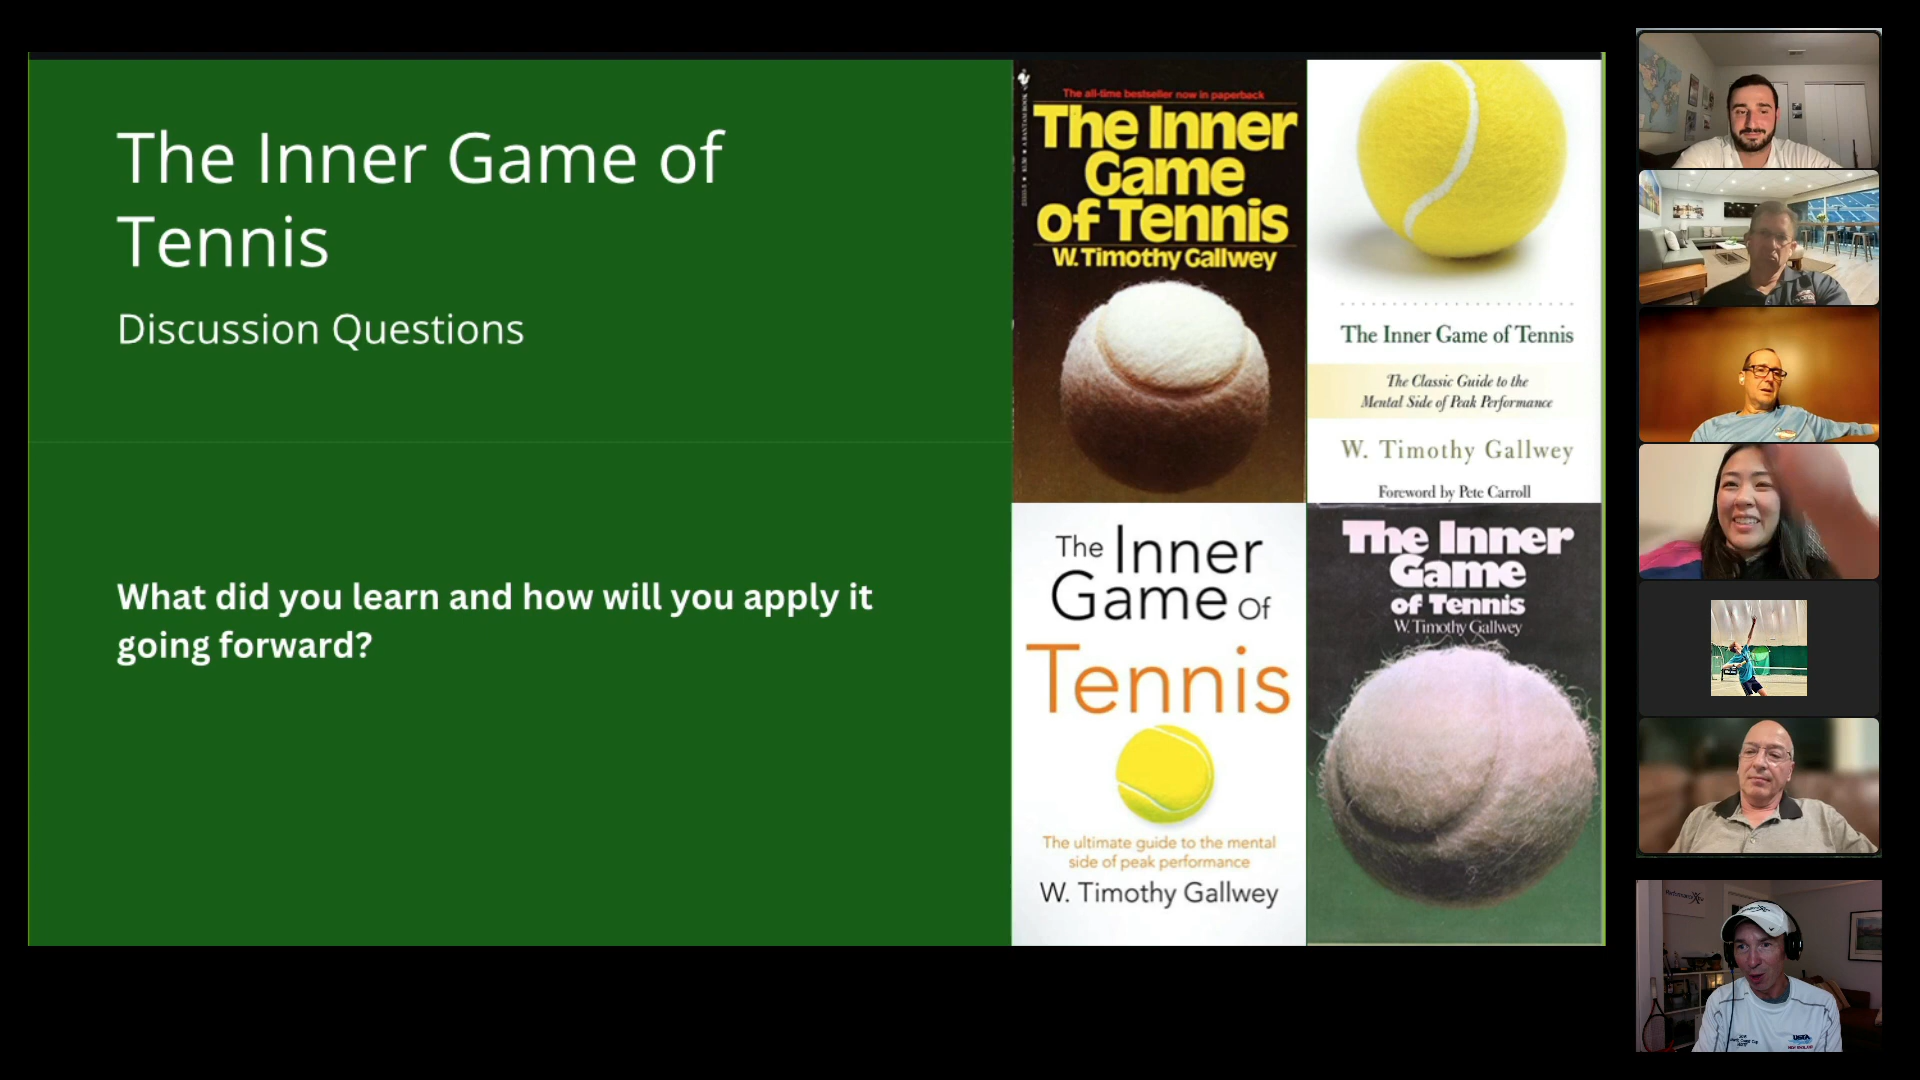 The Inner Game of
Tennis
Discussion Questions
What did you learn and how will you apply it
going forward?
The all-time bestseller now in paperback
The Inner
Game
of Tennis
W. Timothy Gallwey
The Inner Game of Tennis
The Classic Guide to the
Mental Side of Peak Performance
W. Timothy Gallwey
Foreword by Pete Carroll
The Inner
Game OF
Tennis
The ultimate guide to the mental
side of peak performance
W. Timothy Gallwey
The Inner
Game
of Tennis
W. Timothy Gallwey
USTA
NEW ENGLAND